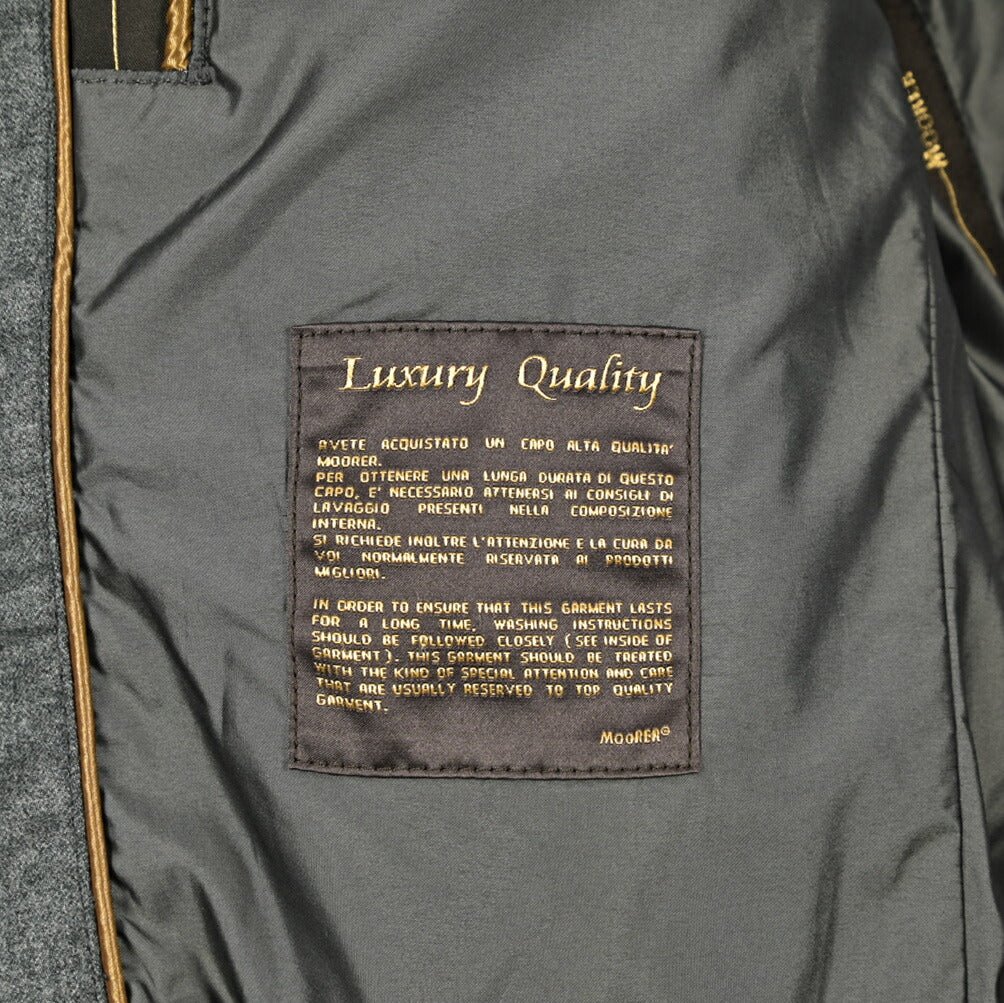 MOORER
Luxury Quality
AVETE ACQUISTATO UN CAPO ALTA QUALITA'
MOORER.
PER OTTENERE UNA LUNGA DURATA DI QUESTO
CAPO, E' NECESSARIO ATTENERSI AI CONSIGLI DI
LAVAGGIO PRESENTI NELLA COMPOSIZIONE
INTERNA.
SI RICHIEDE INOLTRE L'ATTENZIONE E LA CURA DA
VOI NORMALMENTE RISERVATA AI PRODOTTI
MIGLIORI.
IN ORDER TO ENSURE THAT THIS GARMENT LASTS
FOR A LONG TIME, WASHING INSTRUCTIONS
SHOULD BE FOLLOWED CLOSELY (SEE INSIDE OF
GARMENT). THIS GARMENT SHOULD BE TREATED
WITH THE KIND OF SPECIAL ATTENTION AND CARE
THAT ARE USUALLY RESERVED TO TOP QUALITY
GARMENT.
MOORER©